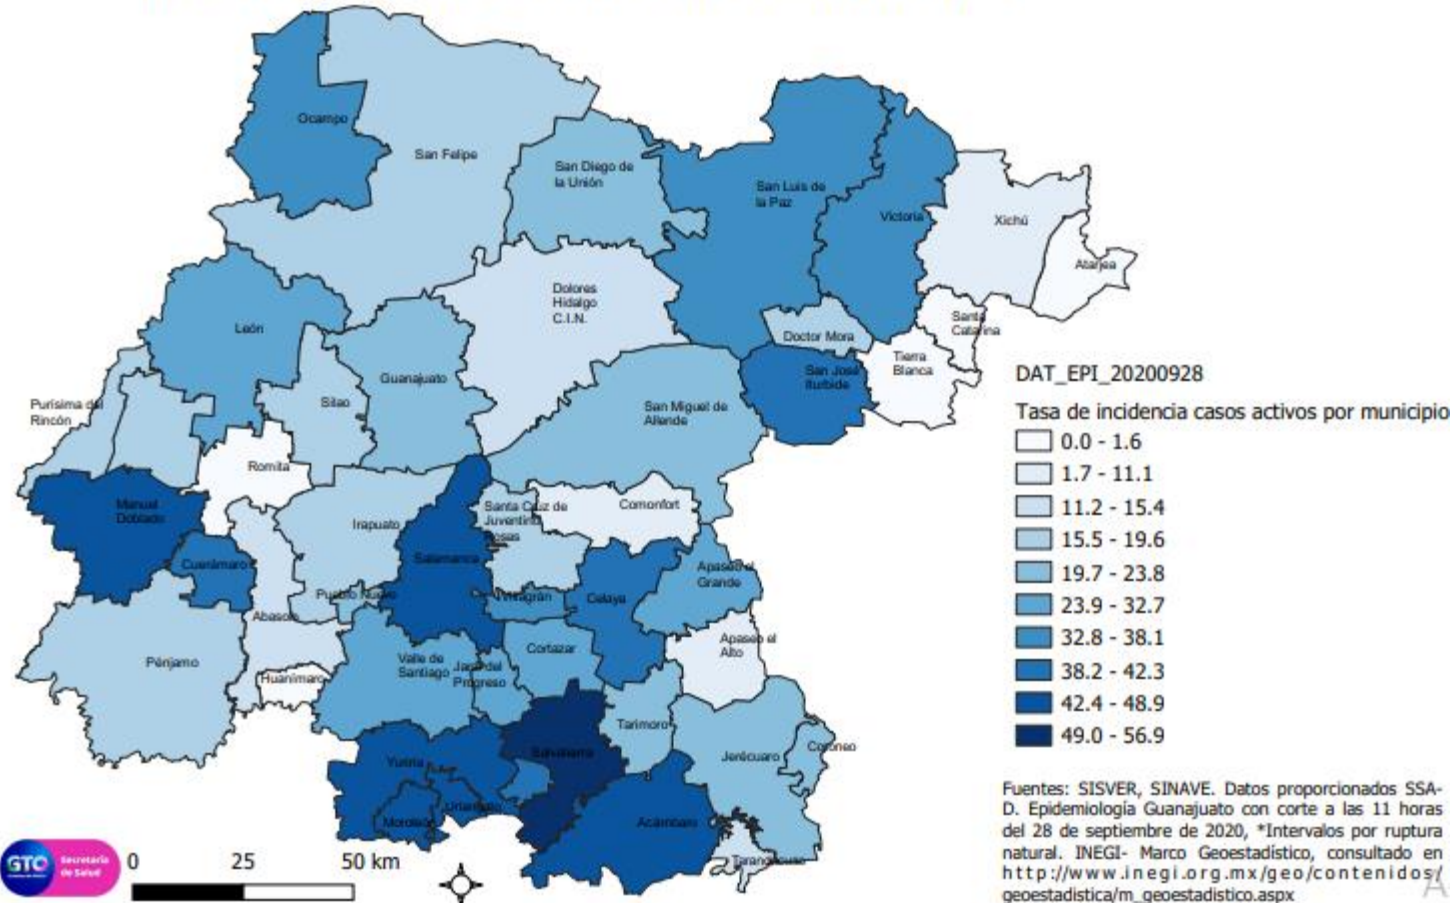 Ocampo
San Felipe
San Diego de
la Unión
San Luis de
la Paz
Victoria
Xichú
Atarjea
Dolores
Hidalgo
C.I.N.
León
Doctor Mora
Santa
Catarina
Tierra
Blanca
San José
Iturbide
Guanajuato
Silao
Purísima del
Rincón
San Miguel de
Allende
Romita
Manuel
Doblado
Irapuato
Santa Cruz de
Juventino
Rosas
Comonfort
Salamanca
Cuerámaro
Apaseo el
Grande
Pueblo Nuevo
Villagrán
Celaya
Abasolo
Apaseo el
Alto
Cortazar
Valle de
Santiago
Jaral del
Progreso
Pénjamo
Huanímaro
Tarimoro
Jerécuaro
Coroneo
Salvatierra
Yuriria
Uriangato
Moroleón
Acámbaro
Tarandacuao
DAT_EPI_20200928
Tasa de incidencia casos activos por municipio
0.0 - 1.6
1.7 - 11.1
11.2 - 15.4
15.5 - 19.6
19.7 - 23.8
23.9 - 32.7
32.8 - 38.1
38.2 - 42.3
42.4 - 48.9
49.0 - 56.9
Fuentes: SISVER, SINAVE. Datos proporcionados SSA-
D. Epidemiología Guanajuato con corte a las 11 horas
del 28 de septiembre de 2020, *Intervalos por ruptura
natural. INEGI- Marco Geoestadístico, consultado en
http://www.inegi.org.mx/geo/contenidos/
geoestadistica/m_geoestadistico.aspx
GTO
Secretaría
de Salud
0 25 50 km